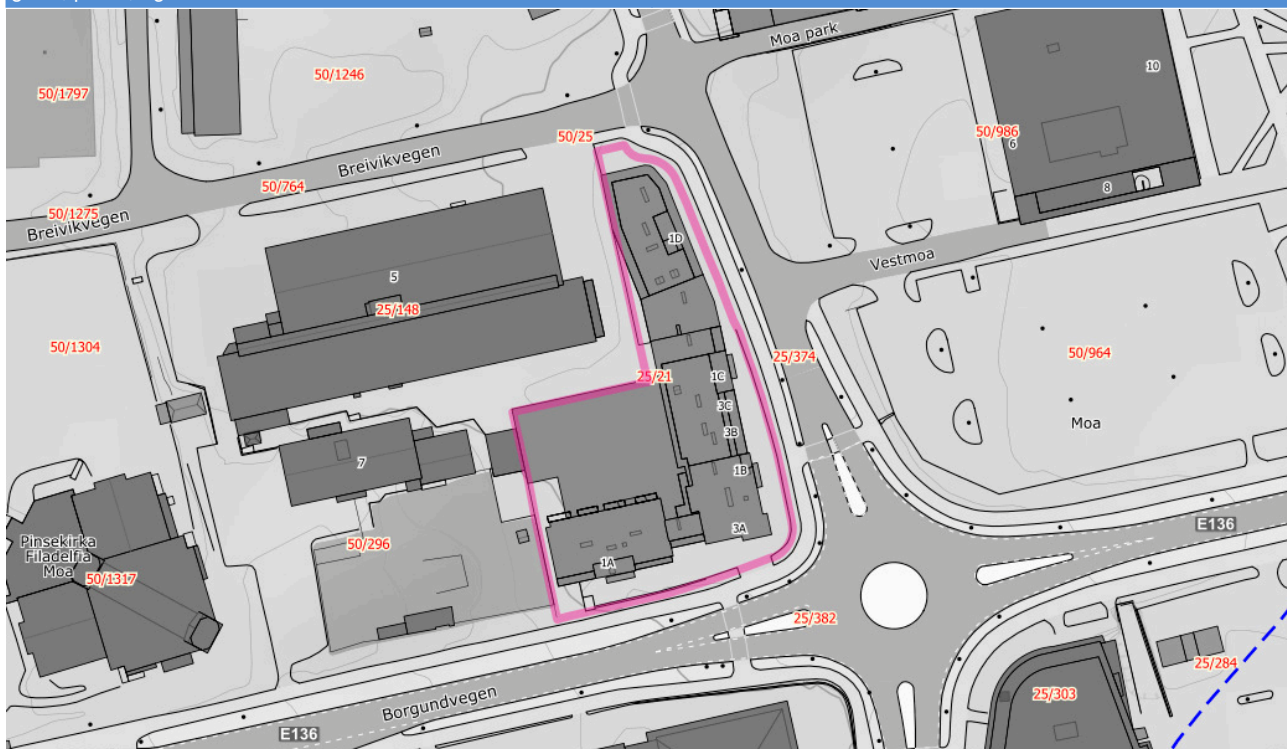 Moa park
50/1246
10
50/1797
50/25
50/986
6
Breivikvegen
50/764
8
50/1275
Breivikvegen
1D
Vestmoa
5
25/148
50/1304
25/374
50/964
25/21
1C
3C
Moa
3B
7
1B
3A
E136
Pinsekirka
Filadelfia
Moa
50/296
1A
50/1317
25/382
25/284
25/303
Borgundvegen
E136